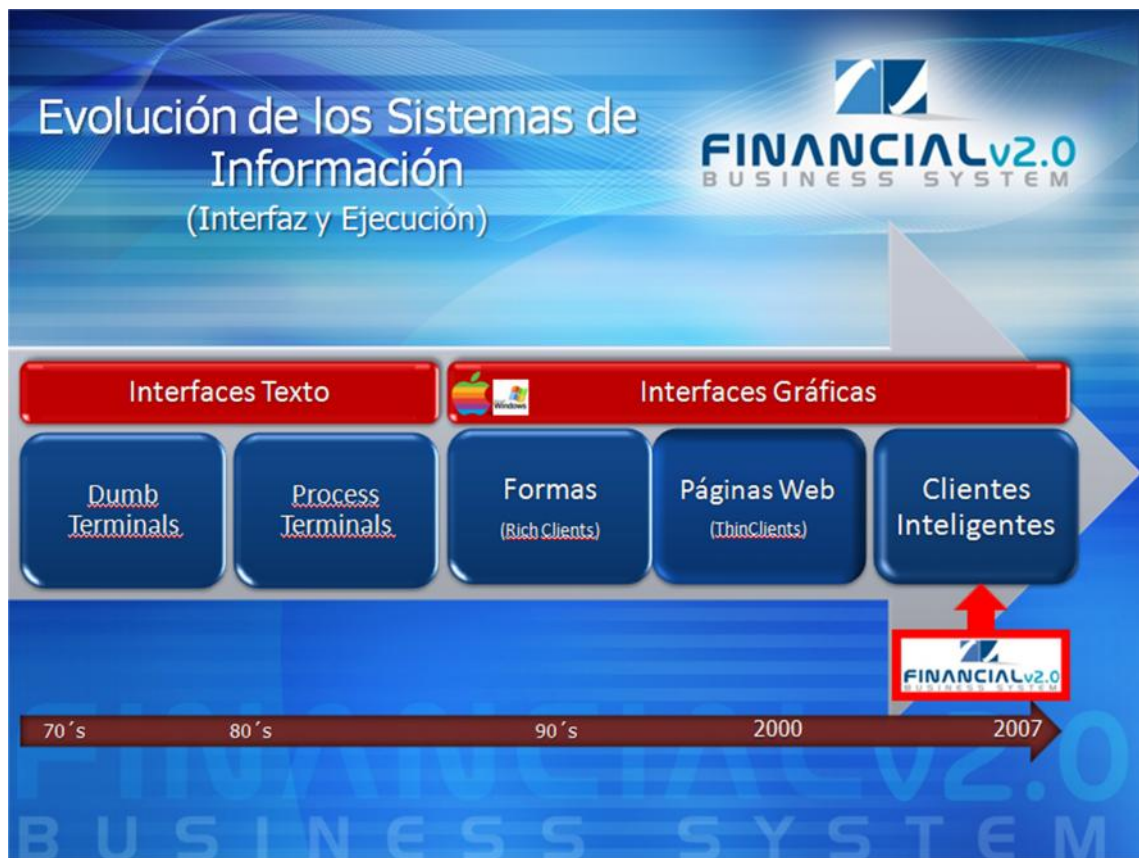 Evolución de los Sistemas de
Información
(Interfaz y Ejecución)
FINANCIALv2.0
BUSINESS SYSTEM
Interfaces Texto
Windows
Interfaces Gráficas
Dumb
Terminals
Process
Terminals
Formas
(Rich Clients)
Páginas Web
(ThinClients)
Clientes
Inteligentes
FINANCIALv2.0
BUSINESS SYSTEM
70´s
80´s
90´s
2000
2007
FINANCIALv2.0
BUSINESS SYSTEM